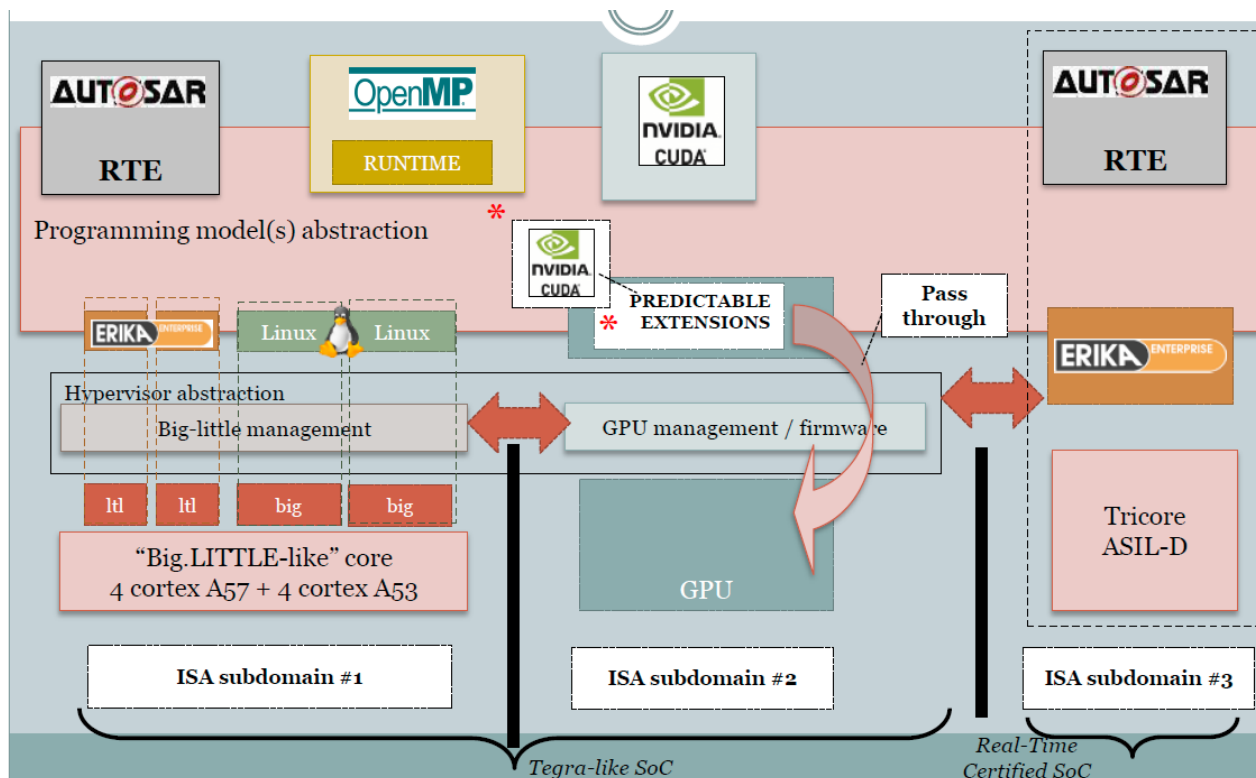 AUTOSAR
RTE
OpenMP
RUNTIME
NVIDIA
CUDA
AUTOSAR
RTE
*
Programming model(s) abstraction
NVIDIA
CUDA
PREDICTABLE
* EXTENSIONS
Pass
through
ERIKA ENTERPRISE
Linux
Linux
ERIKA ENTERPRISE
Hypervisor abstraction
Big-little management
GPU management / firmware
ltl
ltl
big
big
"Big.LITTLE-like" core
4 cortex A57 + 4 cortex A53
GPU
Tricore
ASIL-D
ISA subdomain #1
ISA subdomain #2
ISA subdomain #3
Tegra-like SoC
Real-Time
Certified SoC